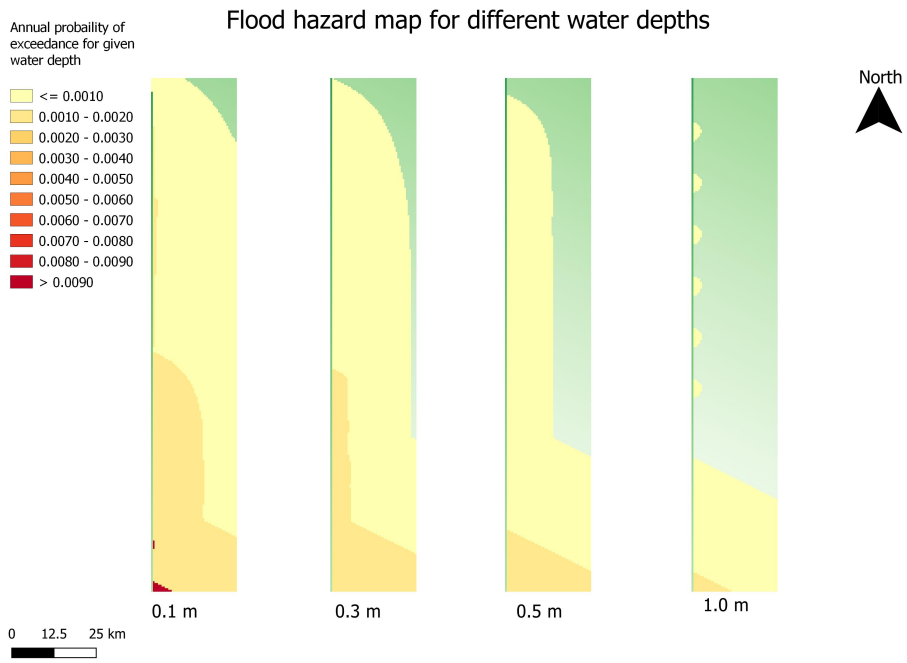 Flood hazard map for different water depths
Annual probaility of
exceedance for given
water depth
<= 0.0010
0.0010 - 0.0020
0.0020 - 0.0030
0.0030 - 0.0040
0.0040 - 0.0050
0.0050 - 0.0060
0.0060 - 0.0070
0.0070 - 0.0080
0.0080 - 0.0090
> 0.0090
North
0.1 m
0.3 m
0.5 m
1.0 m
0 12.5 25 km